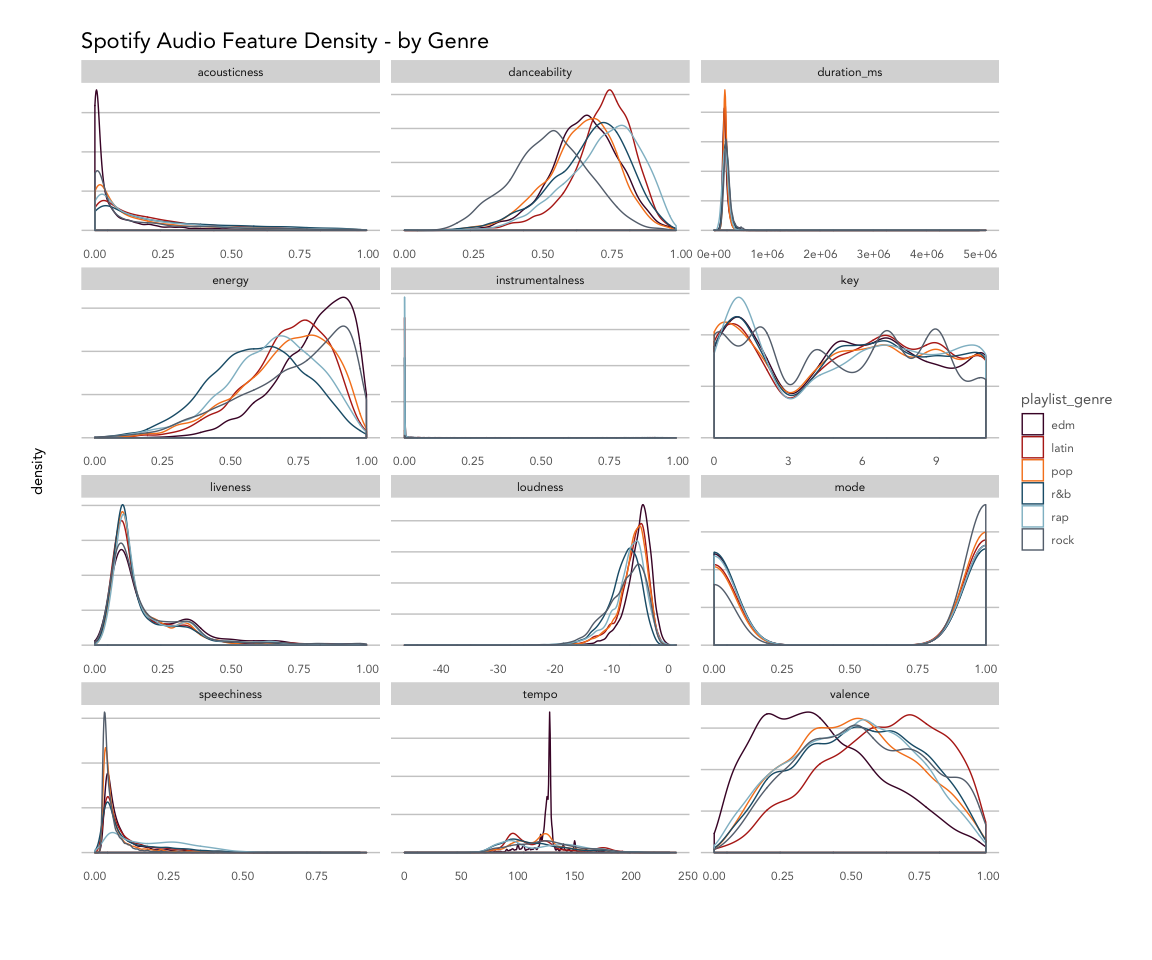 Spotify Audio Feature Density - by Genre
acousticness danceability duration_ms
0.00 0.25 0.50 0.75 1.00 0.00 0.25 0.50 0.75 1.00 0e+00 1e+06 2e+06 3e+06 4e+06 5e+06
energy instrumentalness key
0.00 0.25 0.50 0.75 1.00 0.00 0.25 0.50 0.75 1.00 0 3 6 9
liveness loudness mode
0.00 0.25 0.50 0.75 1.00 -40 -30 -20 -10 0 0.00 0.25 0.50 0.75 1.00
speechiness tempo valence
0.00 0.25 0.50 0.75 0 50 100 150 200 250 0.00 0.25 0.50 0.75 1.00
density
playlist_genre
edm
latin
pop
r&b
rap
rock